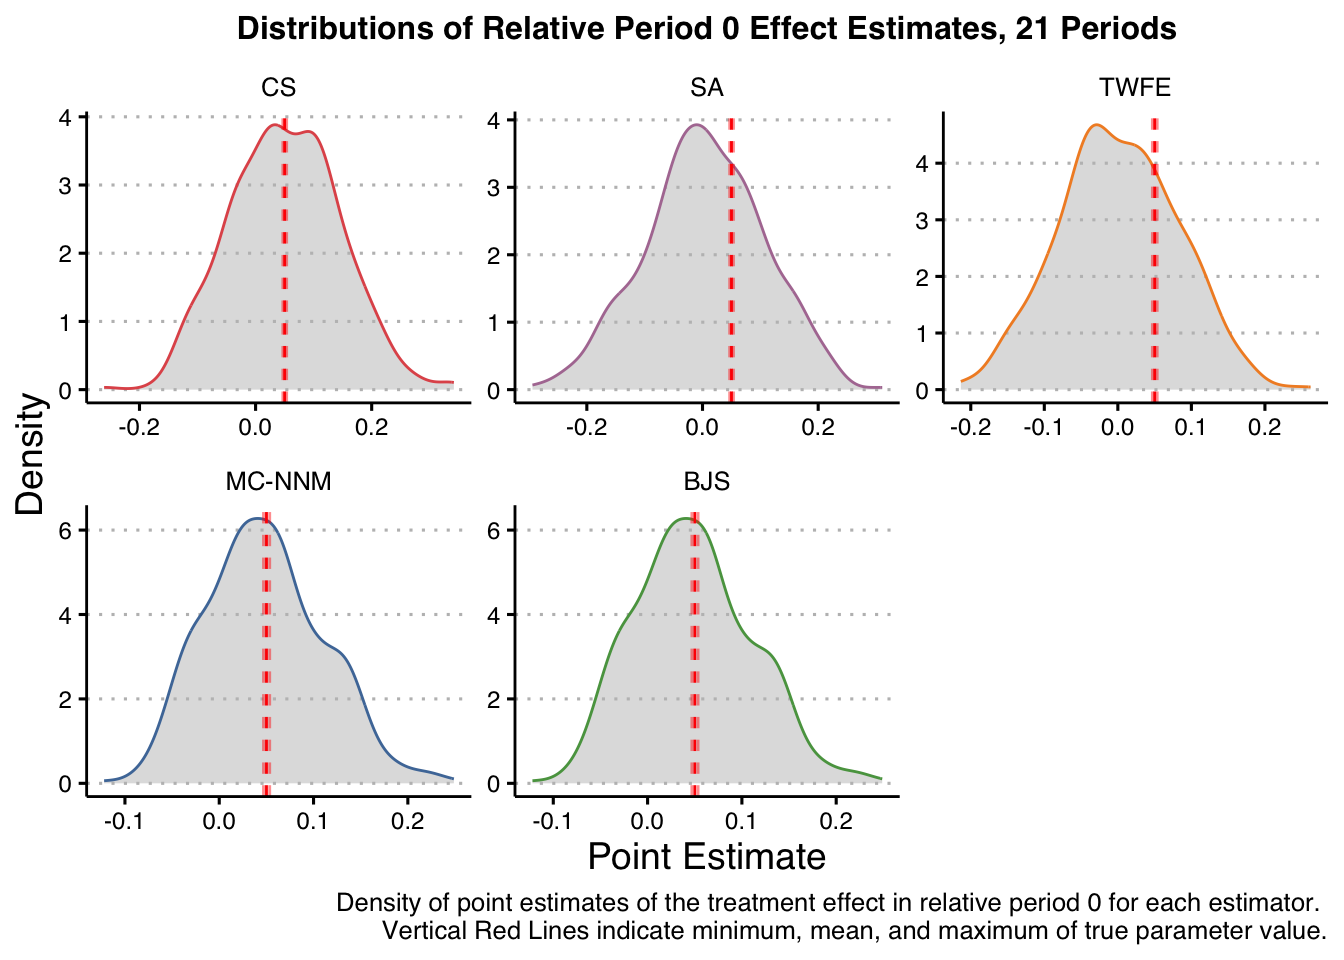 Distributions of Relative Period 0 Effect Estimates, 21 Periods
CS
SA
TWFE
4
3
2
1
0
-0.2 0.0 0.2
4
3
2
1
0
-0.2 0.0 0.2
4
3
2
1
0
-0.2 -0.1 0.0 0.1 0.2
Density
MC-NNM
BJS
6
4
2
0
-0.1 0.0 0.1 0.2
6
4
2
0
-0.1 0.0 0.1 0.2
Point Estimate
Density of point estimates of the treatment effect in relative period 0 for each estimator.
Vertical Red Lines indicate minimum, mean, and maximum of true parameter value.